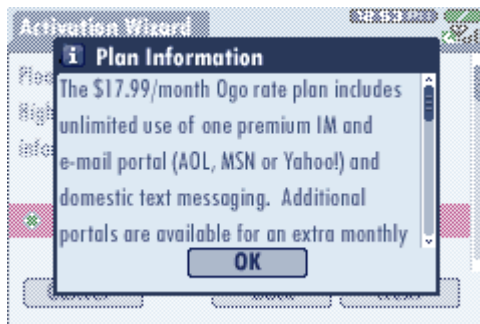 Activation Wizard
Plan Information
The $17.99/month Ogo rate plan includes
unlimited use of one premium IM and
e-mail portal (AOL, MSN or Yahoo!) and
domestic text messaging. Additional
portals are available for an extra monthly
OK